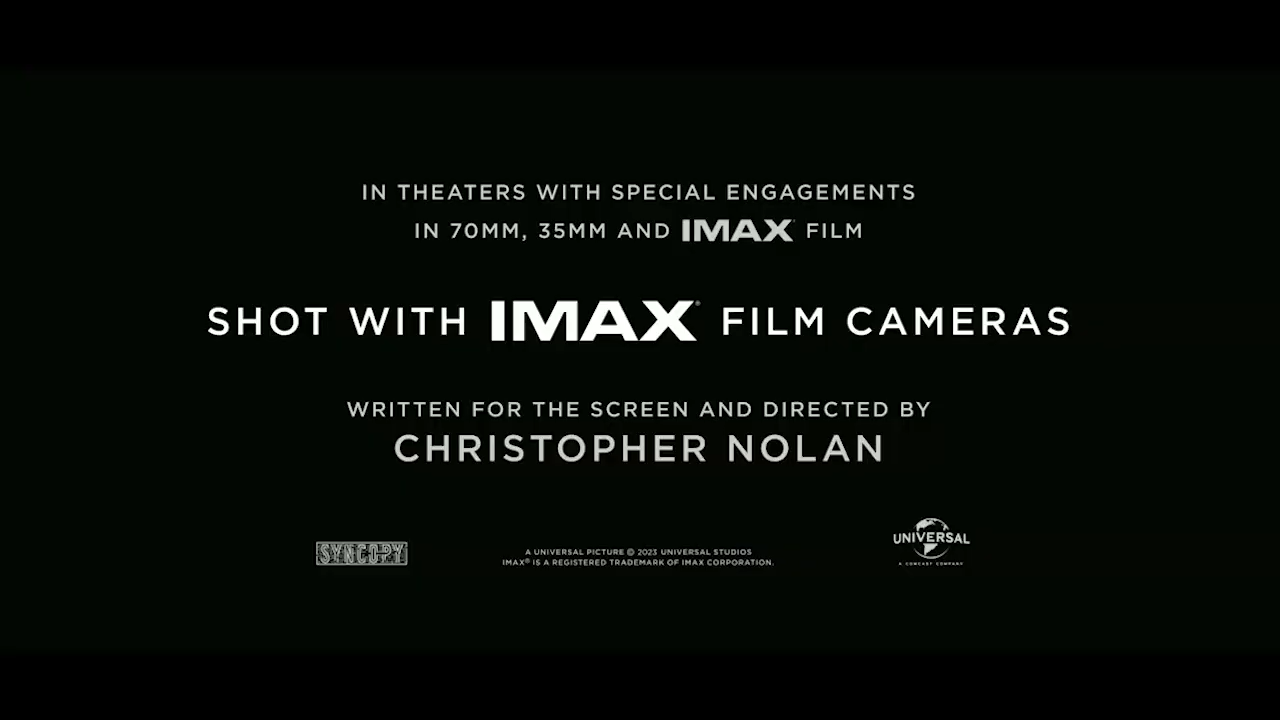 IN THEATERS WITH SPECIAL ENGAGEMENTS
IN 70MM, 35MM AND IMAX® FILM
SHOT WITH IMAX® FILM CAMERAS
WRITTEN FOR THE SCREEN AND DIRECTED BY
CHRISTOPHER NOLAN
SYNCOPY
A UNIVERSAL PICTURE © 2023 UNIVERSAL STUDIOS
IMAX® IS A REGISTERED TRADEMARK OF IMAX CORPORATION.
UNIVERSAL
A COMCAST COMPANY